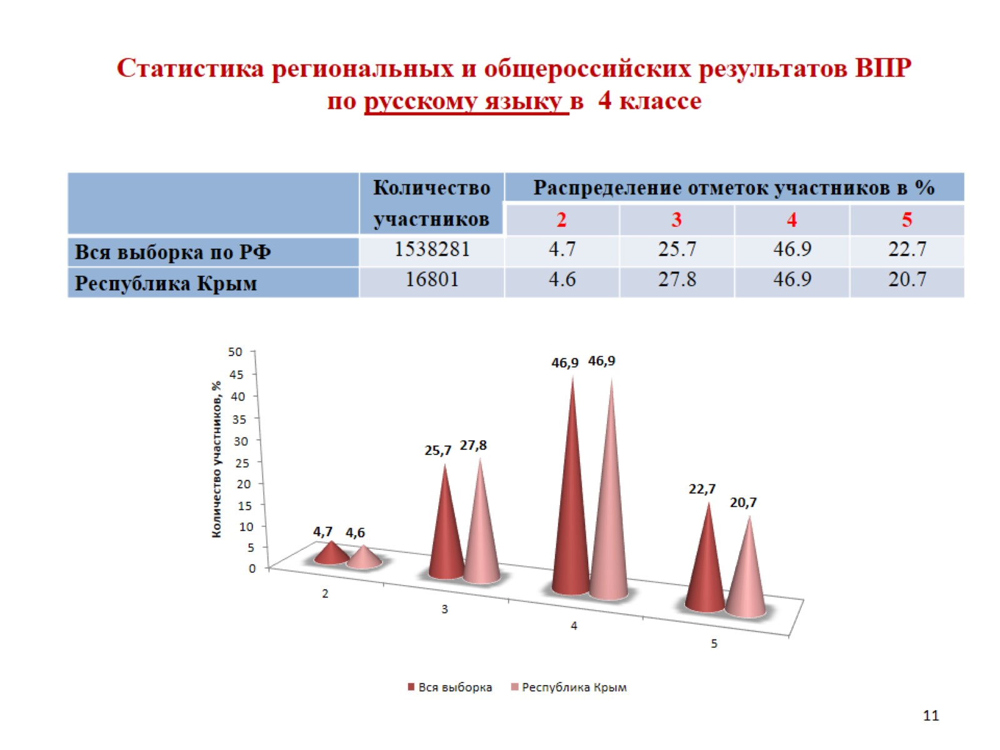 Статистика региональных и общероссийских результатов ВПР
по русскому языку в 4 классе
Количество участников
Распределение отметок участников в %
2 3 4 5
Вся выборка по РФ 1538281 4.7 25.7 46.9 22.7
Республика Крым 16801 4.6 27.8 46.9 20.7
Количество участников, %
50
45
40
35
30
25
20
15
10
5
0
4,7 4,6
25,7 27,8
46,9 46,9
22,7 20,7
2
3
4
5
Вся выборка Республика Крым
11